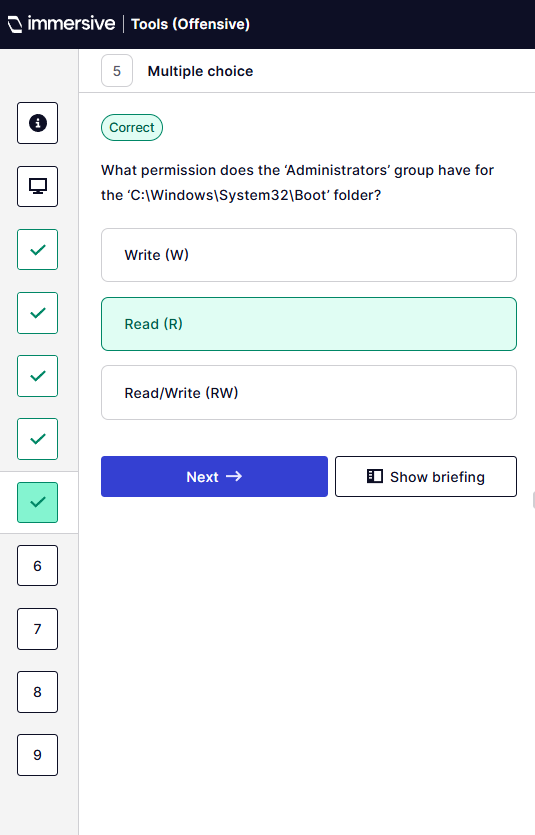 immersive | Tools (Offensive)
5 Multiple choice
Correct
What permission does the ‘Administrators’ group have for
the ‘C:\Windows\System32\Boot’ folder?
Write (W)
Read (R)
Read/Write (RW)
Next → Show briefing
6
7
8
9